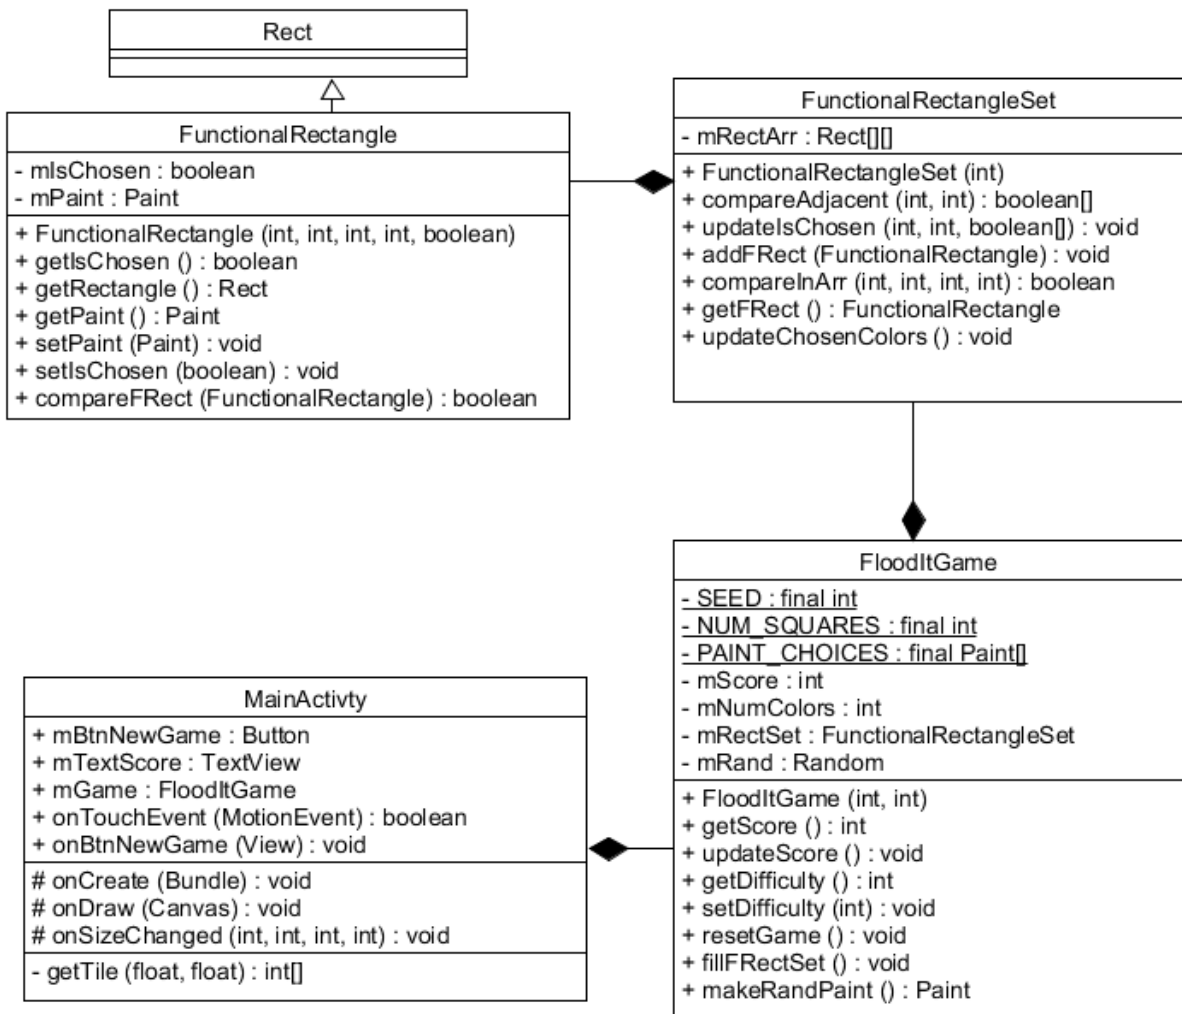 Rect
FunctionalRectangle
- mIsChosen : boolean
- mPaint : Paint
+ FunctionalRectangle (int, int, int, int, boolean)
+ getIsChosen () : boolean
+ getRectangle () : Rect
+ getPaint () : Paint
+ setPaint (Paint) : void
+ setIsChosen (boolean) : void
+ compareFRect (FunctionalRectangle) : boolean
FunctionalRectangleSet
- mRectArr : Rect[][]
+ FunctionalRectangleSet (int)
+ compareAdjacent (int, int) : boolean[]
+ updateIsChosen (int, int, boolean[]) : void
+ addFRect (FunctionalRectangle) : void
+ compareInArr (int, int, int, int) : boolean
+ getFRect () : FunctionalRectangle
+ updateChosenColors () : void
MainActivty
+ mBtnNewGame : Button
+ mTextScore : TextView
+ mGame : FloodItGame
+ onTouchEvent (MotionEvent) : boolean
+ onBtnNewGame (View) : void
# onCreate (Bundle) : void
# onDraw (Canvas) : void
# onSizeChanged (int, int, int, int) : void
- getTile (float, float) : int[]
FloodItGame
- SEED : final int
- NUM_SQUARES : final int
- PAINT_CHOICES : final Paint[]
- mScore : int
- mNumColors : int
- mRectSet : FunctionalRectangleSet
- mRand : Random
+ FloodItGame (int, int)
+ getScore () : int
+ updateScore () : void
+ getDifficulty () : int
+ setDifficulty (int) : void
+ resetGame () : void
+ fillFRectSet () : void
+ makeRandPaint () : Paint